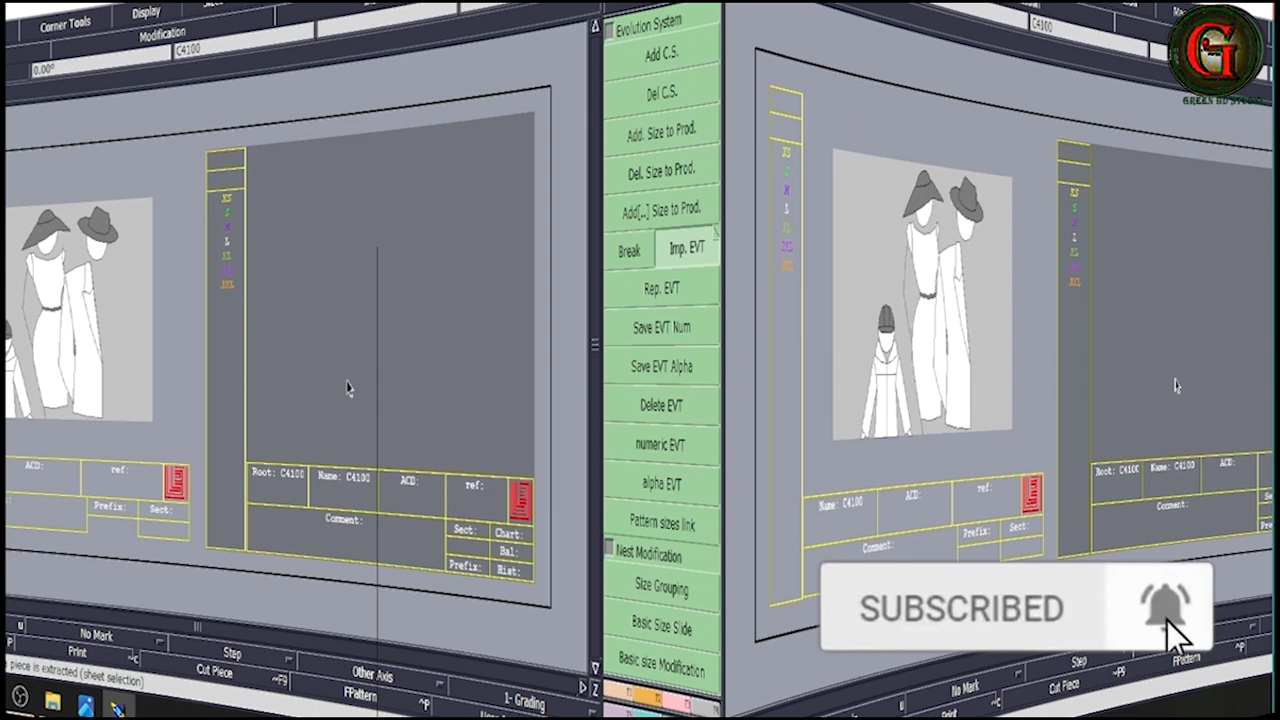 Corner Tools
Display
Modification
0.00°
C4100
XS
S
M
L
XL
ACD:
ref:
Prefix:
Sect:
Root: C4100
Name: C4100
ACD:
ref:
Comment:
Sect:
Chart:
Bal:
Prefix:
Hist:
u
No Mark
Step
Other Axis
1- Grading
P
Print
~c
Cut Piece
~F9
FPattern
^P
piece is extracted (sheet selection)
Evolution System
Add C.S.
Del C.S.
Add. Size to Prod.
Del. Size to Prod.
Add[..] Size to Prod.
Break
Imp. EVT
Rep. EVT
Save EVT Num
Save EVT Alpha
Delete EVT
numeric EVT
alpha EVT
Pattern sizes link
Nest Modification
Size Grouping
Basic Size Slide
Basic size Modification
C4100
G
GREEN BD STUDIO
XS
L
XS
S
M
L
XL
Name: C4100
ACD:
ref:
Comment:
Prefix:
Sect:
Root: C4100
Name: C4100
ACD:
Comment:
SUBSCRIBED
u
No Mark
Step
Print
Cut Piece
~F9
FPattern
^P